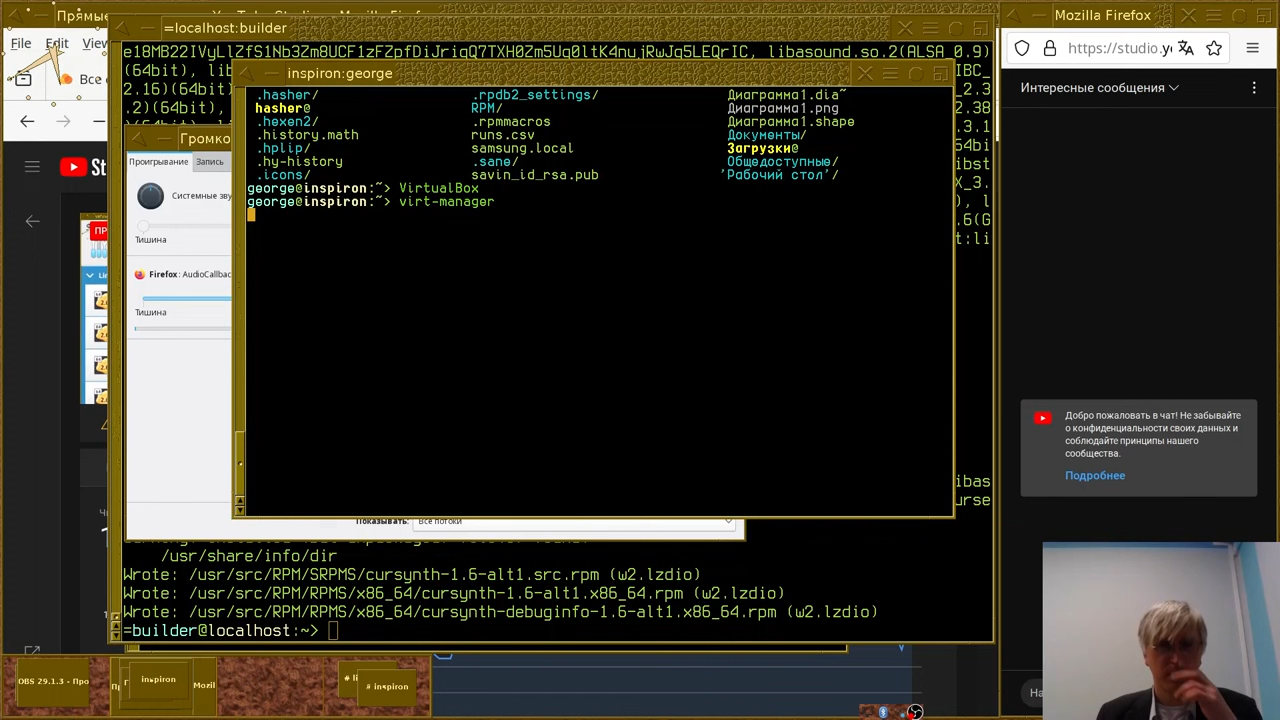 Прямые
YouTube Studio - Mozilla Firefox
=localhost:builder
Mozilla Firefox
File Edit View
Все
https://studio.y
Интересные сообщения
inspiron:george
(64bit), lib
2.16)(64bit
.2)(64bit)
.hasher/ .rpdb2_settings/ Диаграмма1.dia~
hasher@ RPM/ Диаграмма1.png
.hexen2/ .rpmmacros Диаграмма1.shape
.history.math runs.csv Документы/
.hplip/ samsung.local Загрузки@
.hy-history .sane/ Общедоступные/
.icons/ savin_id_rsa.pub 'Рабочий стол'/
george@inspiron:~> VirtualBox
george@inspiron:~> virt-manager
Громко
Проигрывание Запись
Системные зву
Тишина
Firefox : AudioCallbac
Тишина
Показывать: Все потоки
/usr/share/info/dir
Wrote: /usr/src/RPM/SRPMS/cursynth-1.6-alt1.src.rpm (w2.lzdio)
Wrote: /usr/src/RPM/RPMS/x86_64/cursynth-1.6-alt1.x86_64.rpm (w2.lzdio)
Wrote: /usr/src/RPM/RPMS/x86_64/cursynth-debuginfo-1.6-alt1.x86_64.rpm (w2.lzdio)
=builder@localhost:~>
Добро пожаловать в чат! Не забывайте
о конфиденциальности своих данных и
соблюдайте принципы нашего
сообщества.
Подробнее
На
OBS 29.1.3 - Про
inspiron
Mozil
# li
# inspiron